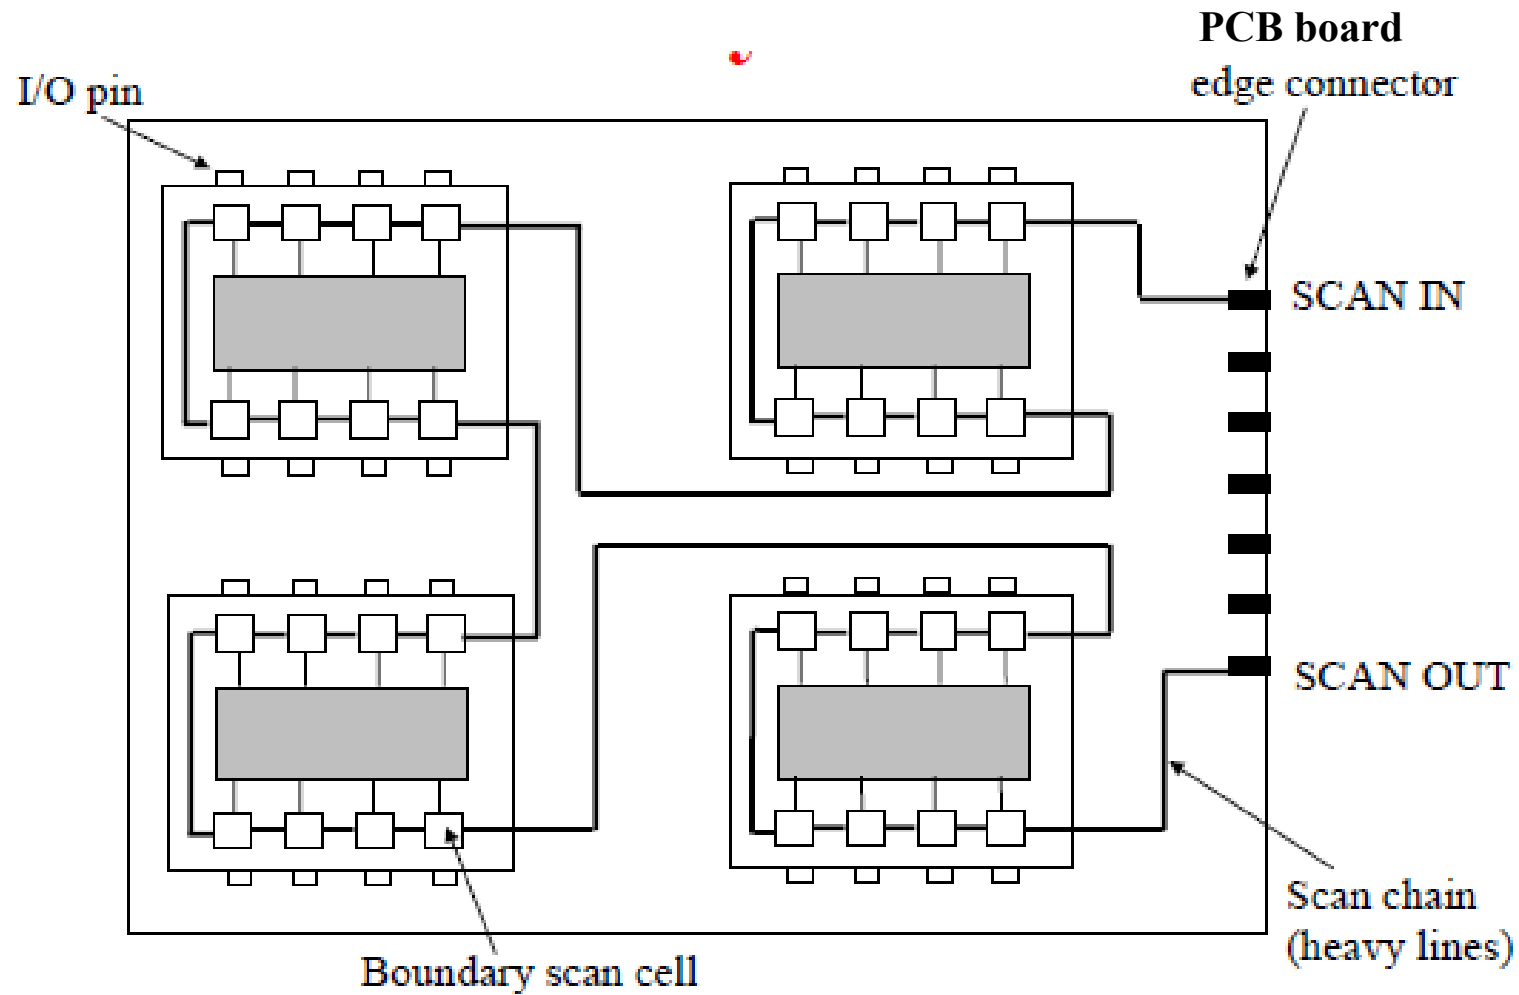 PCB board
edge connector
I/O pin
SCAN IN
SCAN OUT
Scan chain
(heavy lines)
Boundary scan cell